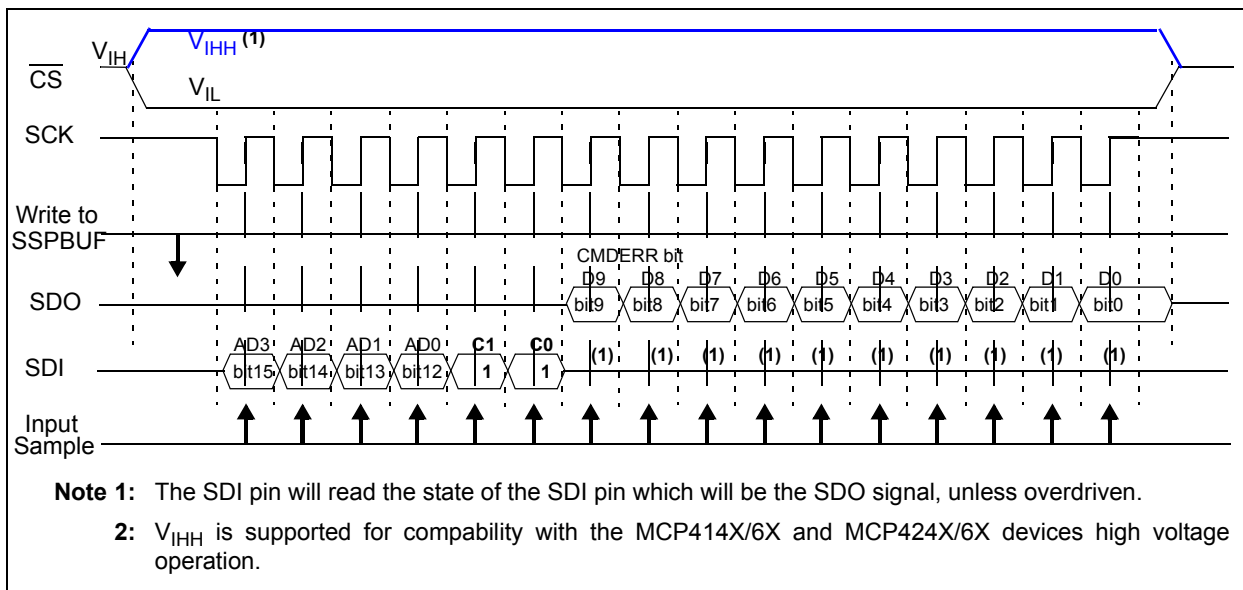 VIH
VIHH (1)
CS
VIL
SCK
Write to
SSPBUF
CMDERR bit
D9 D8 D7 D6 D5 D4 D3 D2 D1 D0
SDO
bit9 bit8 bit7 bit6 bit5 bit4 bit3 bit2 bit1 bit0
AD3 AD2 AD1 AD0 C1 C0
SDI
bit15 bit14 bit13 bit12 1 1
(1) (1) (1) (1) (1) (1) (1) (1) (1) (1)
Input
Sample
Note 1: The SDI pin will read the state of the SDI pin which will be the SDO signal, unless overdriven.
2: VIHH is supported for compability with the MCP414X/6X and MCP424X/6X devices high voltage
operation.